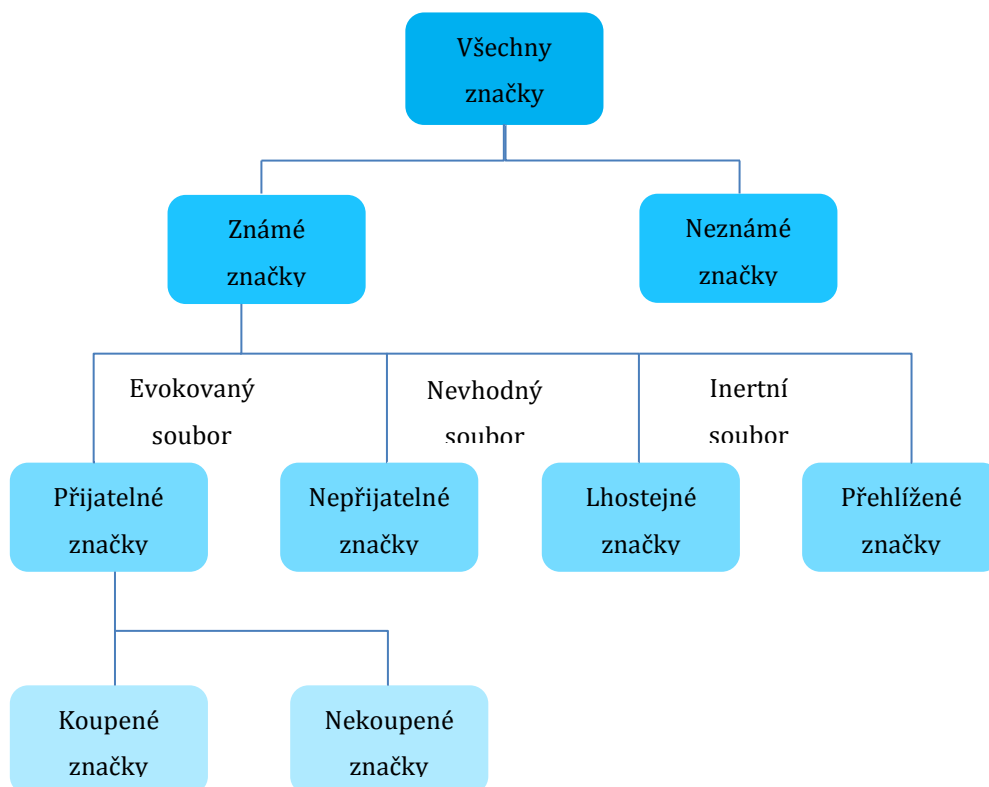 Všechny
značky
Známé
značky
Neznámé
značky
Evokovaný
soubor
Nevhodný
soubor
Inertní
soubor
Přijatelné
značky
Nepřijatelné
značky
Lhostejné
značky
Přehlížené
značky
Koupené
značky
Nekoupené
značky